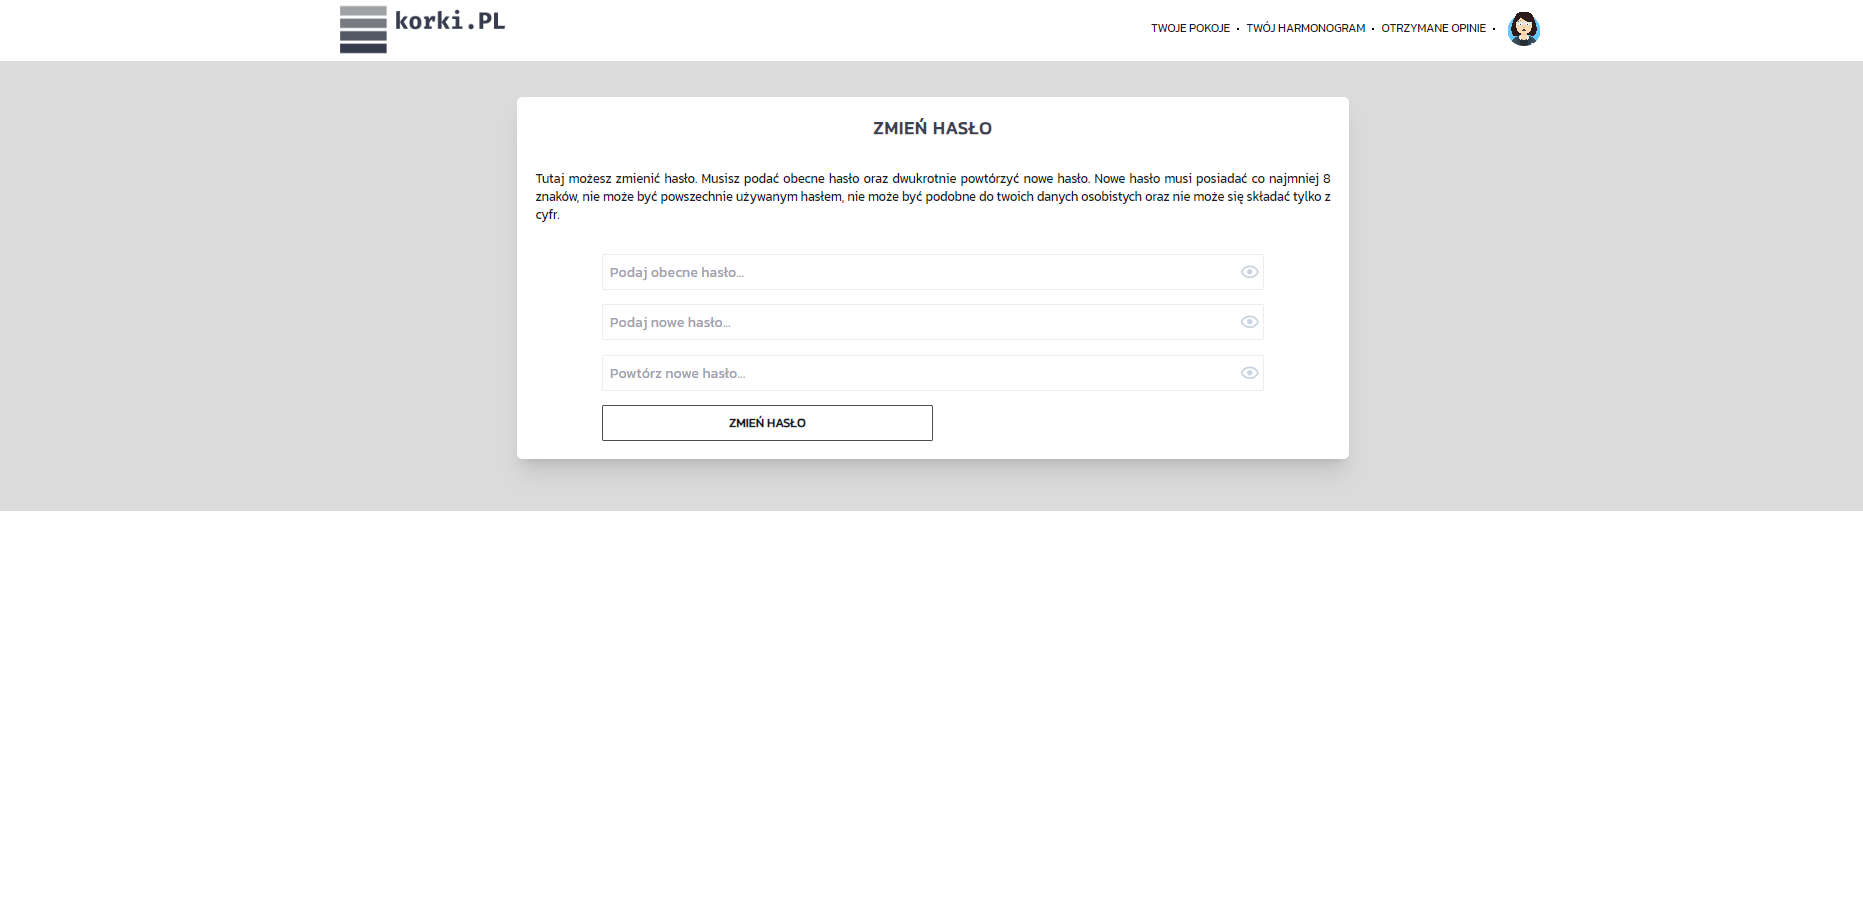 korki.PL
TWOJE POKOJE • TWÓJ HARMONOGRAM • OTRZYMANE OPINIE •
ZMIEŃ HASŁO
Tutaj możesz zmienić hasło. Musisz podać obecne hasło oraz dwukrotnie powtórzyć nowe hasło. Nowe hasło musi posiadać co najmniej 8
znaków, nie może być powszechnie używanym hasłem, nie może być podobne do twoich danych osobistych oraz nie może się składać tylko z
cyfr.
Podaj obecne hasło...
Podaj nowe hasło...
Powtórz nowe hasło...
ZMIEŃ HASŁO